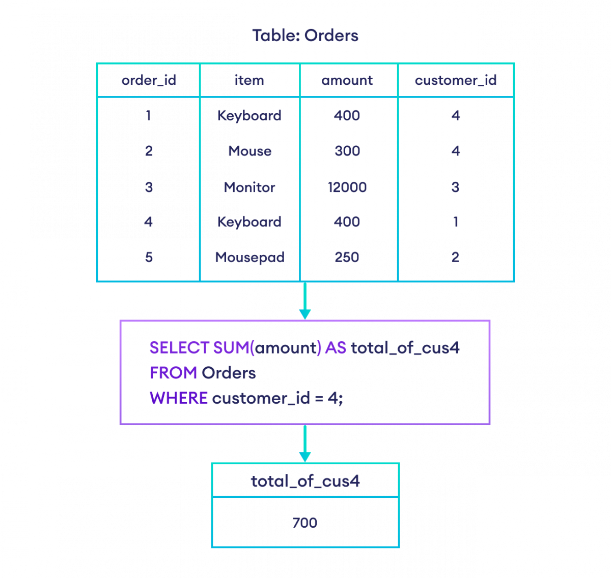 Table: Orders
order_id item amount customer_id
1 Keyboard 400 4
2 Mouse 300 4
3 Monitor 12000 3
4 Keyboard 400 1
5 Mousepad 250 2
SELECT SUM(amount) AS total_of_cus4
FROM Orders
WHERE customer_id = 4;
total_of_cus4
700